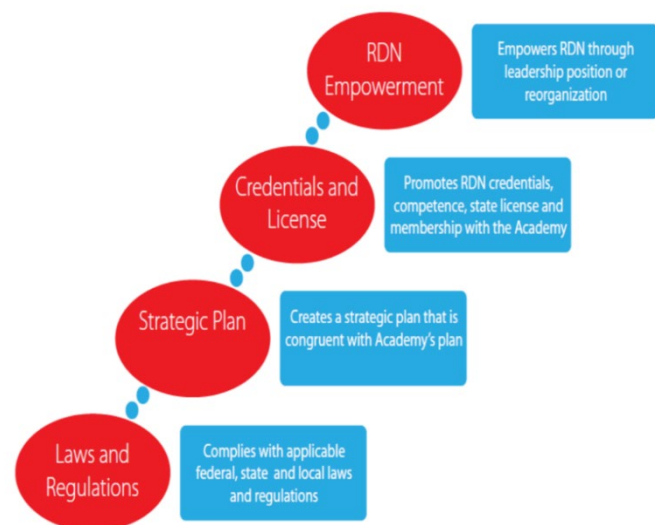 RDN
Empowerment
Empowers RDN through
leadership position or
reorganization
Credentials and
License
Promotes RDN credentials,
competence, state license and
membership with the Academy
Strategic Plan
Creates a strategic plan that is
congruent with Academy's plan
Laws and
Regulations
Complies with applicable
federal, state and local laws
and regulations